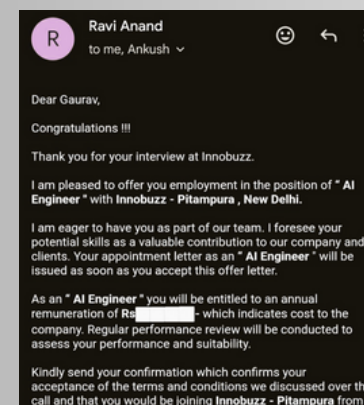 R
Ravi Anand
to me, Ankush
Dear Gaurav,
Congratulations !!!
Thank you for your interview at Innobuzz.
I am pleased to offer you employment in the position of " AI
Engineer " with Innobuzz - Pitampura , New Delhi.
I am eager to have you as part of our team. I foresee your
potential skills as a valuable contribution to our company and
clients. Your appointment letter as an " AI Engineer " will be
issued as soon as you accept this offer letter.
As an " AI Engineer " you will be entitled to an annual
remuneration of Rs - which indicates cost to the
company. Regular performance review will be conducted to
assess your performance and suitability.
Kindly send your confirmation which confirms your
acceptance of the terms and conditions we discussed over th
call and that you would be joining Innobuzz - Pitampura from